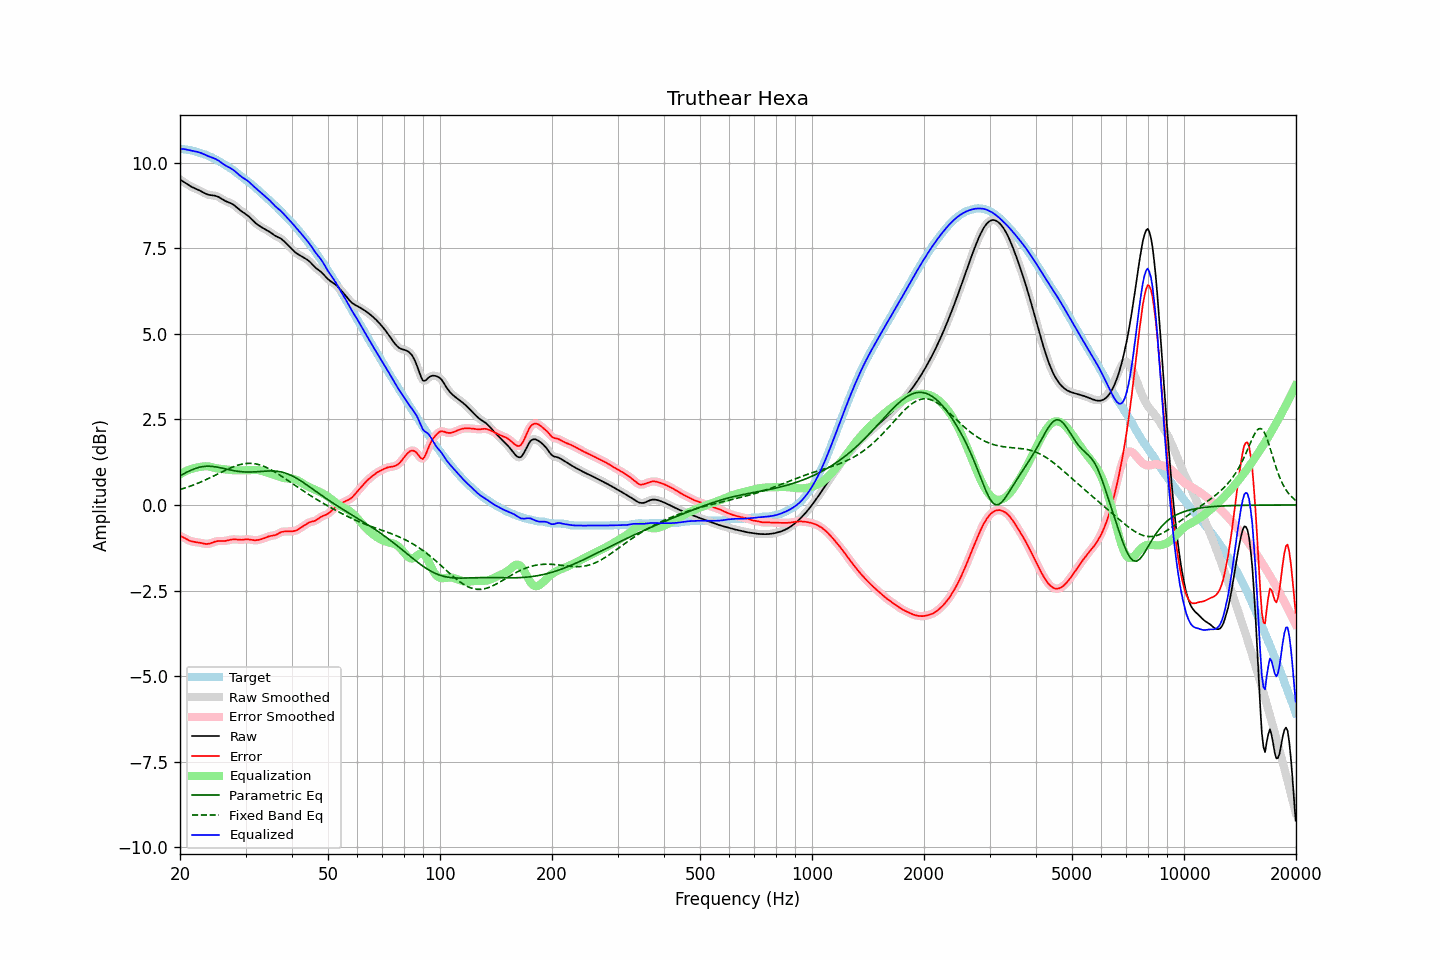 Truthear Hexa
Amplitude (dBr)
10.0
7.5
5.0
2.5
0.0
−2.5
−5.0
−7.5
−10.0
Target
Raw Smoothed
Error Smoothed
Raw
Error
Equalization
Parametric Eq
Fixed Band Eq
Equalized
20 50 100 200 500 1000 2000 5000 10000 20000
Frequency (Hz)